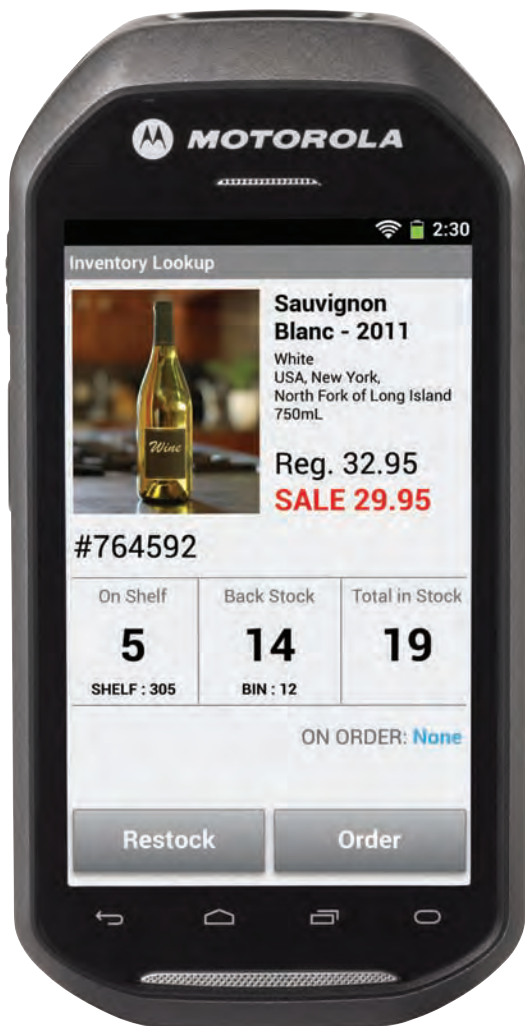 MOTOROLA
2:30
Inventory Lookup
Sauvignon
Blanc - 2011
White
USA, New York,
North Fork of Long Island
750mL
Wine
Reg. 32.95
SALE 29.95
#764592
On Shelf Back Stock Total in Stock
5 14 19
SHELF : 305 BIN : 12
ON ORDER: None
Restock Order